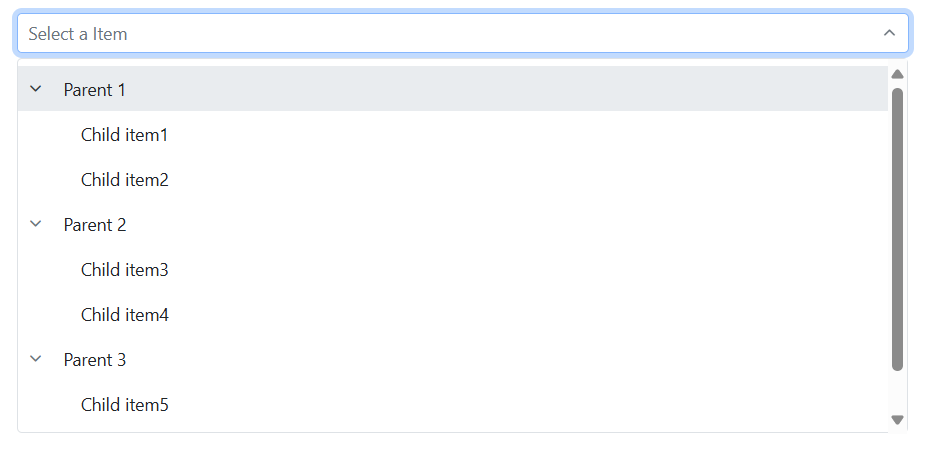 Select a Item
Parent 1
Child item1
Child item2
Parent 2
Child item3
Child item4
Parent 3
Child item5